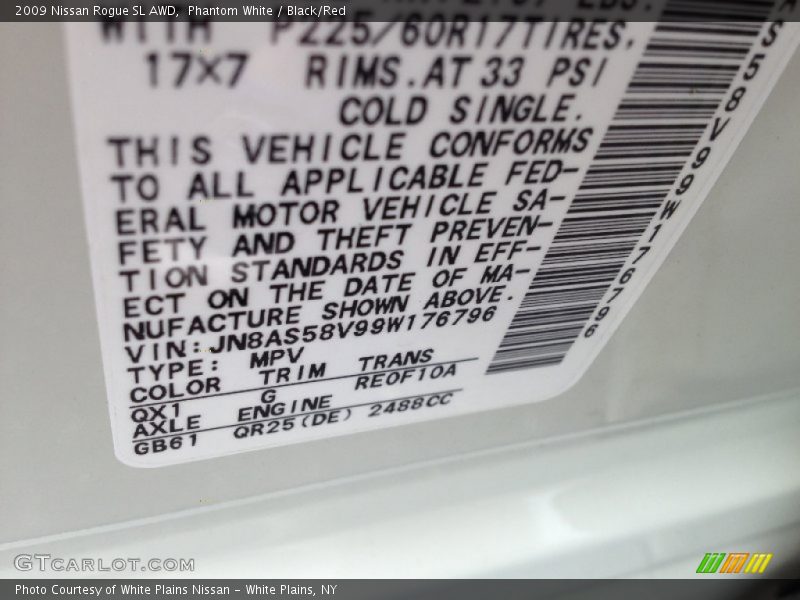 2009 Nissan Rogue SL AWD, Phantom White / Black/Red
LBS.
WITH P225/60R17TIRES,
17X7 RIMS.AT 33 PSI
COLD SINGLE.
THIS VEHICLE CONFORMS
TO ALL APPLICABLE FED-
ERAL MOTOR VEHICLE SA-
FETY AND THEFT PREVEN-
TION STANDARDS IN EFF-
ECT ON THE DATE OF MA-
NUFACTURE SHOWN ABOVE.
VIN:JN8AS58V99W176796
TYPE: MPV
COLOR TRIM TRANS
QX1 G RE0F10A
AXLE ENGINE
GB61 QR25(DE) 2488CC
AS58V99W176796
GTCARLOT.COM
Photo Courtesy of White Plains Nissan - White Plains, NY